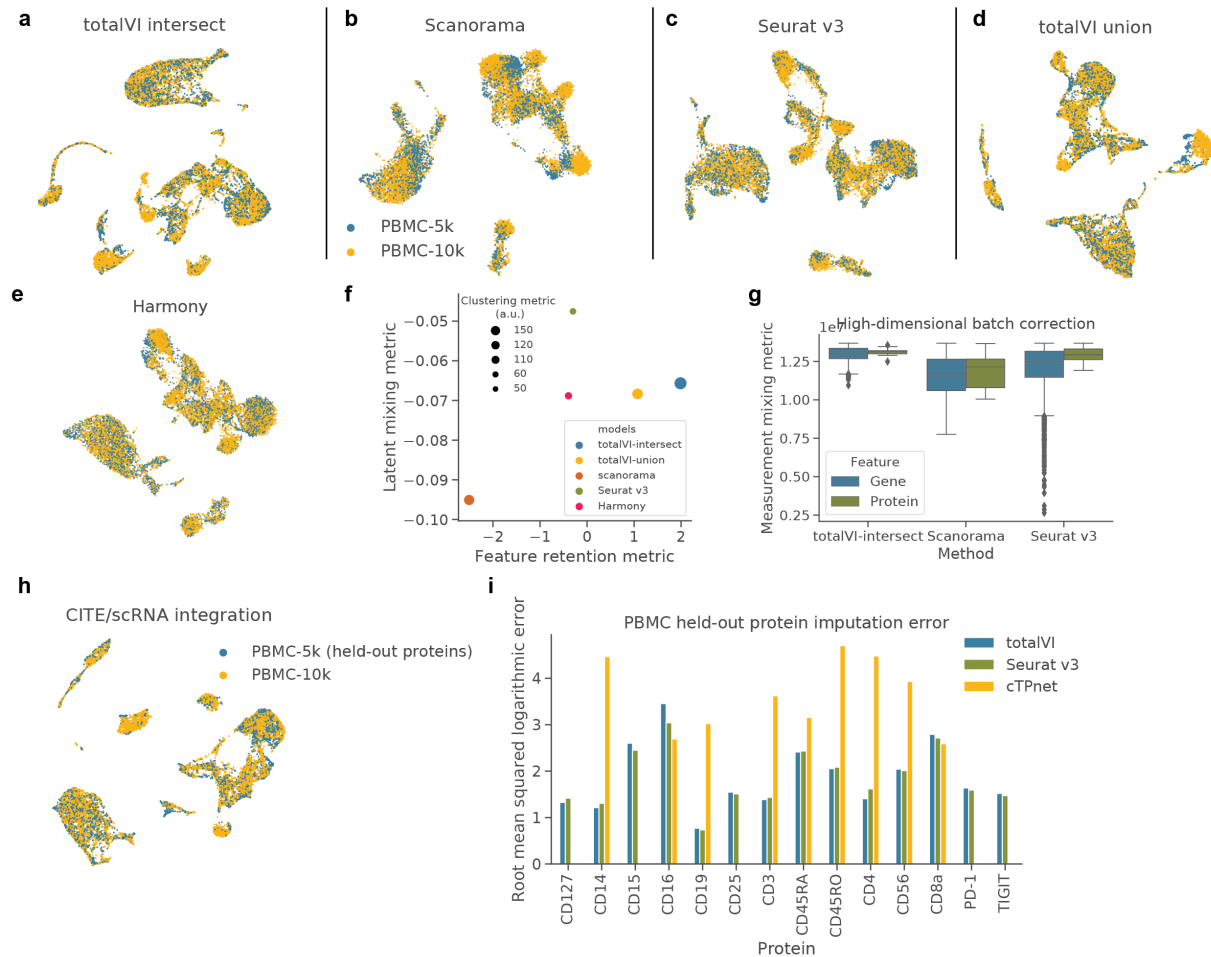 a
totalVI intersect
b
Scanorama
PBMC-5k
PBMC-10k
c
Seurat v3
d
totalVI union
e
Harmony
f
Clustering metric
(a.u.)
150
120
110
60
50
Latent mixing metric
−0.05
−0.06
−0.07
−0.08
−0.09
−0.10
models
totalVI-intersect
totalVI-union
scanorama
Seurat v3
Harmony
−2
−1
0
1
2
Feature retention metric
g
1e7
High-dimensional batch correction
Measurement mixing metric
1.25
1.00
0.75
0.50
0.25
Feature
Gene
Protein
totalVI-intersect
Scanorama
Seurat v3
Method
h
CITE/scRNA integration
PBMC-5k (held-out proteins)
PBMC-10k
i
PBMC held-out protein imputation error
totalVI
Seurat v3
cTPnet
Root mean squared logarithmic error
4
3
2
1
0
CD127
CD14
CD15
CD16
CD19
CD25
CD3
CD45RA
CD45RO
CD4
CD56
CD8a
PD-1
TIGIT
Protein